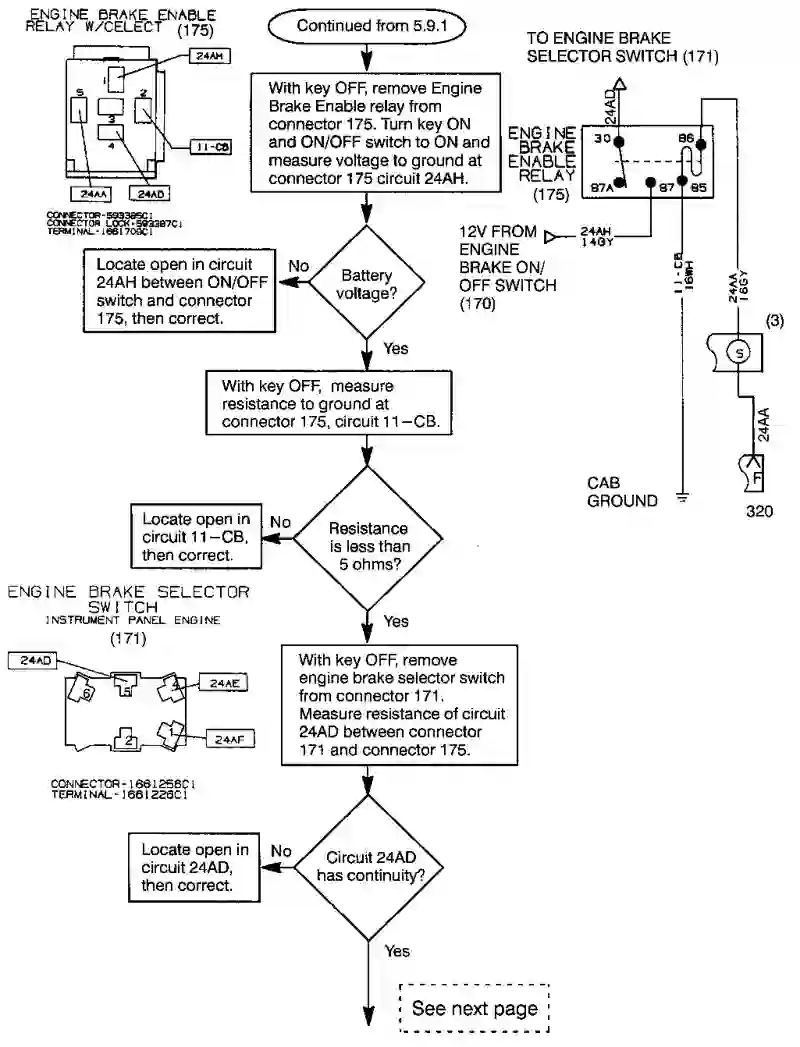 ENGINE BRAKE ENABLE
RELAY W/CELECT (175)
24AH
1
5
2
3
4
11-CB
24AA
24AD
CONNECTOR-593385C1
CONNECTOR LOCK-593387C1
TERMINAL-1661706C1
Continued from 5.9.1
With key OFF, remove Engine
Brake Enable relay from
connector 175. Turn key ON
and ON/OFF switch to ON and
measure voltage to ground at
connector 175 circuit 24AH.
TO ENGINE BRAKE
SELECTOR SWITCH (171)
24AD
ENGINE
BRAKE
ENABLE
RELAY
(175)
30
86
87A
87
85
12V FROM
ENGINE
BRAKE ON/
OFF SWITCH
(170)
24AH
14GY
11-CB
16WH
24AA
16GY
(3)
S
24AA
F
320
CAB
GROUND
Locate open in circuit
24AH between ON/OFF
switch and connector
175, then correct.
No
Battery
voltage?
Yes
With key OFF, measure
resistance to ground at
connector 175, circuit 11-CB.
Locate open in
circuit 11-CB,
then correct.
No
Resistance
is less than
5 ohms?
Yes
ENGINE BRAKE SELECTOR
SWITCH
INSTRUMENT PANEL ENGINE
(171)
24AD
6
5
4
24AE
2
1
24AF
CONNECTOR-1661256C1
TERMINAL-1661226C1
With key OFF, remove
engine brake selector switch
from connector 171.
Measure resistance of circuit
24AD between connector
171 and connector 175.
Locate open in
circuit 24AD,
then correct.
No
Circuit 24AD
has continuity?
Yes
See next page